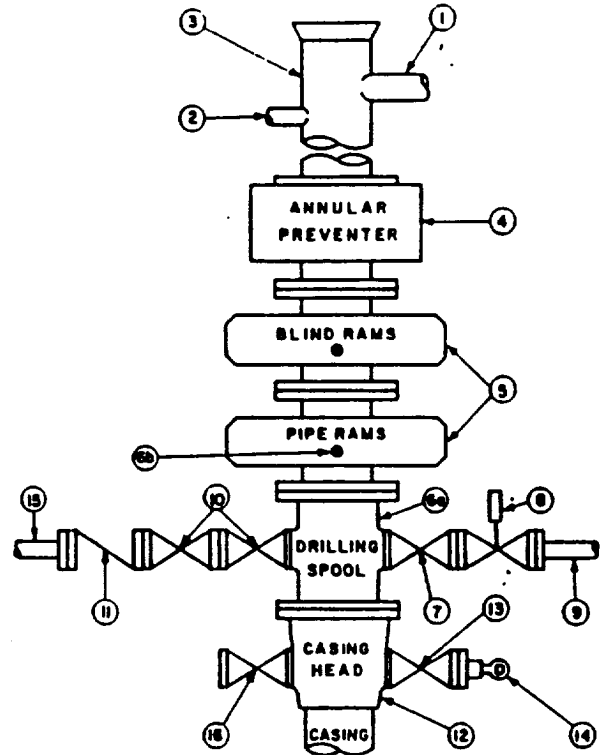 3
1
2
ANNULAR
PREVENTER
4
BLIND RAMS
5
PIPE RAMS
6b
15
10
6a
8
DRILLING
SPOOL
11
7
13
9
CASING
HEAD
16
12
14
CASING